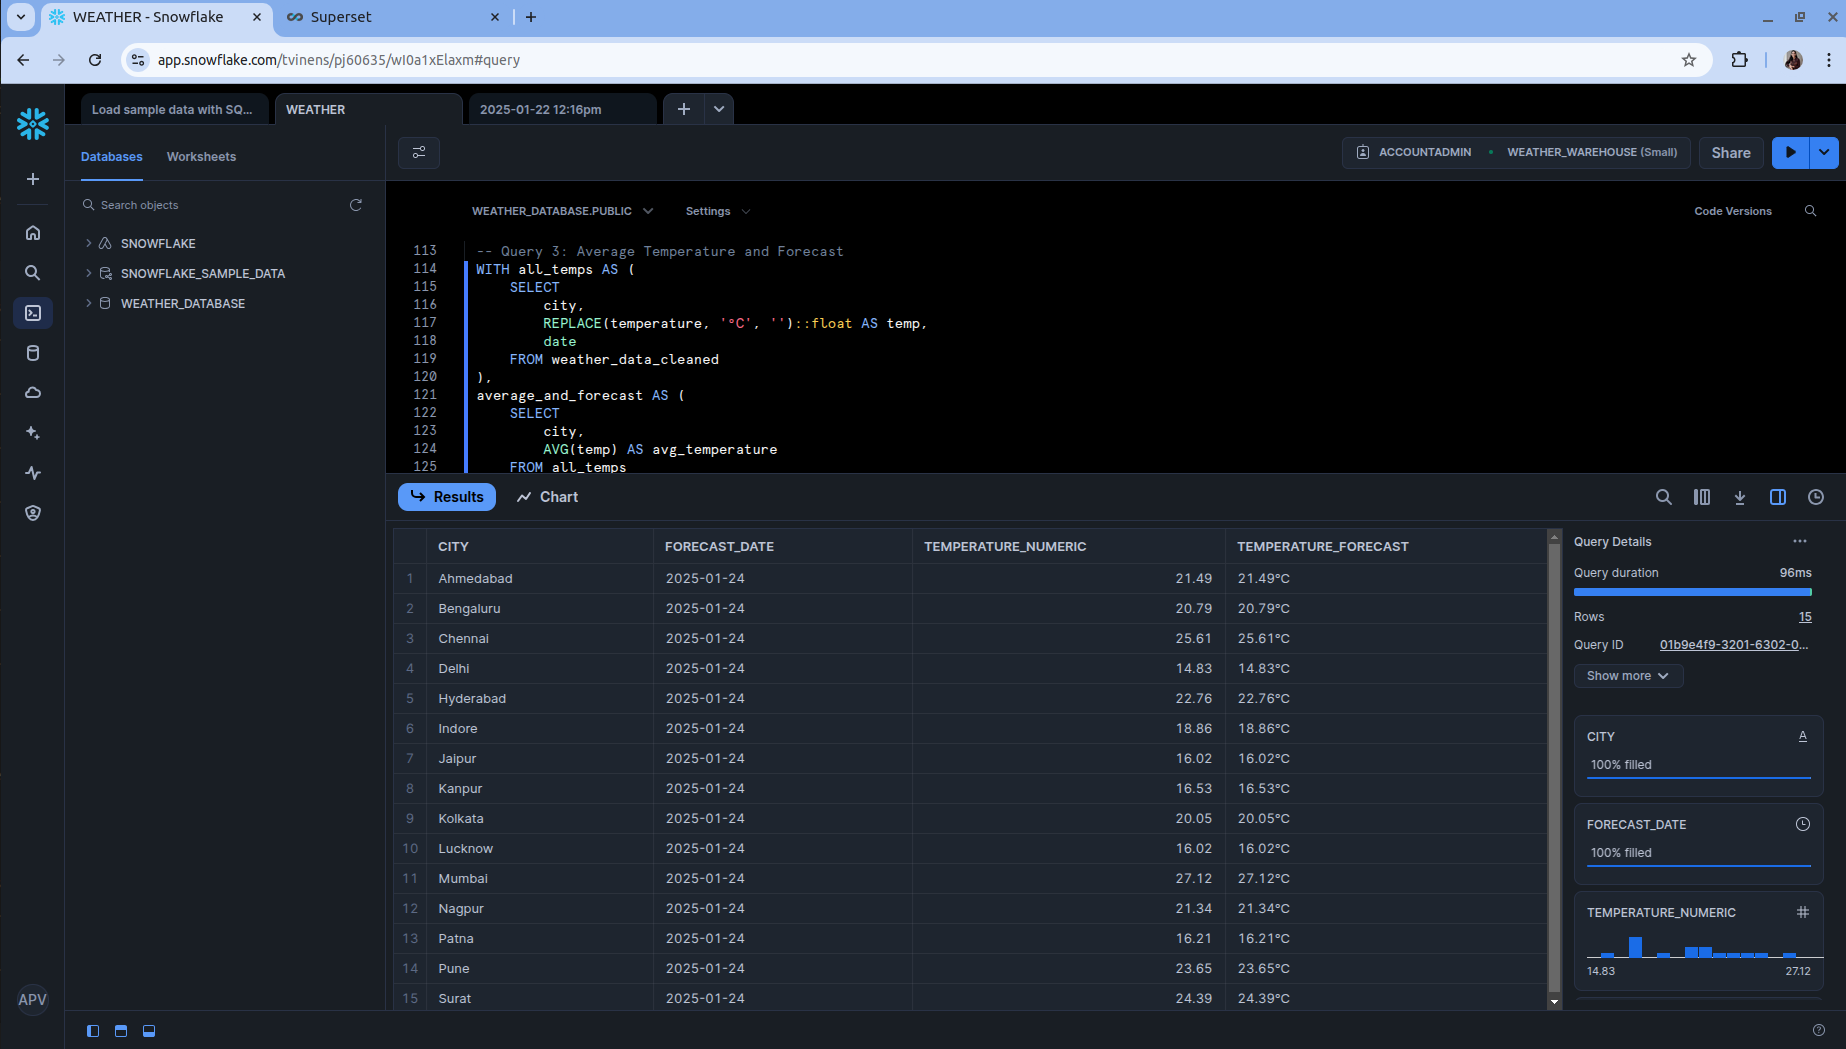 WEATHER - Snowflake
Superset
app.snowflake.com/tvinens/pj60635/wI0a1xElaxm#query
Load sample data with SQ...
WEATHER
2025-01-22 12:16pm
Databases
Worksheets
ACCOUNTADMIN
WEATHER_WAREHOUSE (Small)
Share
Search objects
SNOWFLAKE
SNOWFLAKE_SAMPLE_DATA
WEATHER_DATABASE
WEATHER_DATABASE.PUBLIC
Settings
Code Versions
113 -- Query 3: Average Temperature and Forecast
114 WITH all_temps AS (
115 SELECT
116 city,
117 REPLACE(temperature, '°C', '')::float AS temp,
118 date
119 FROM weather_data_cleaned
120 ),
121 average_and_forecast AS (
122 SELECT
123 city,
124 AVG(temp) AS avg_temperature
125 FROM all_temps
Results
Chart
CITY FORECAST_DATE TEMPERATURE_NUMERIC TEMPERATURE_FORECAST
1 Ahmedabad 2025-01-24 21.49 21.49°C
2 Bengaluru 2025-01-24 20.79 20.79°C
3 Chennai 2025-01-24 25.61 25.61°C
4 Delhi 2025-01-24 14.83 14.83°C
5 Hyderabad 2025-01-24 22.76 22.76°C
6 Indore 2025-01-24 18.86 18.86°C
7 Jaipur 2025-01-24 16.02 16.02°C
8 Kanpur 2025-01-24 16.53 16.53°C
9 Kolkata 2025-01-24 20.05 20.05°C
10 Lucknow 2025-01-24 16.02 16.02°C
11 Mumbai 2025-01-24 27.12 27.12°C
12 Nagpur 2025-01-24 21.34 21.34°C
13 Patna 2025-01-24 16.21 16.21°C
14 Pune 2025-01-24 23.65 23.65°C
15 Surat 2025-01-24 24.39 24.39°C
Query Details
Query duration 96ms
Rows 15
Query ID 01b9e4f9-3201-6302-0...
Show more
CITY A
100% filled
FORECAST_DATE
100% filled
TEMPERATURE_NUMERIC
14.83 27.12
APV